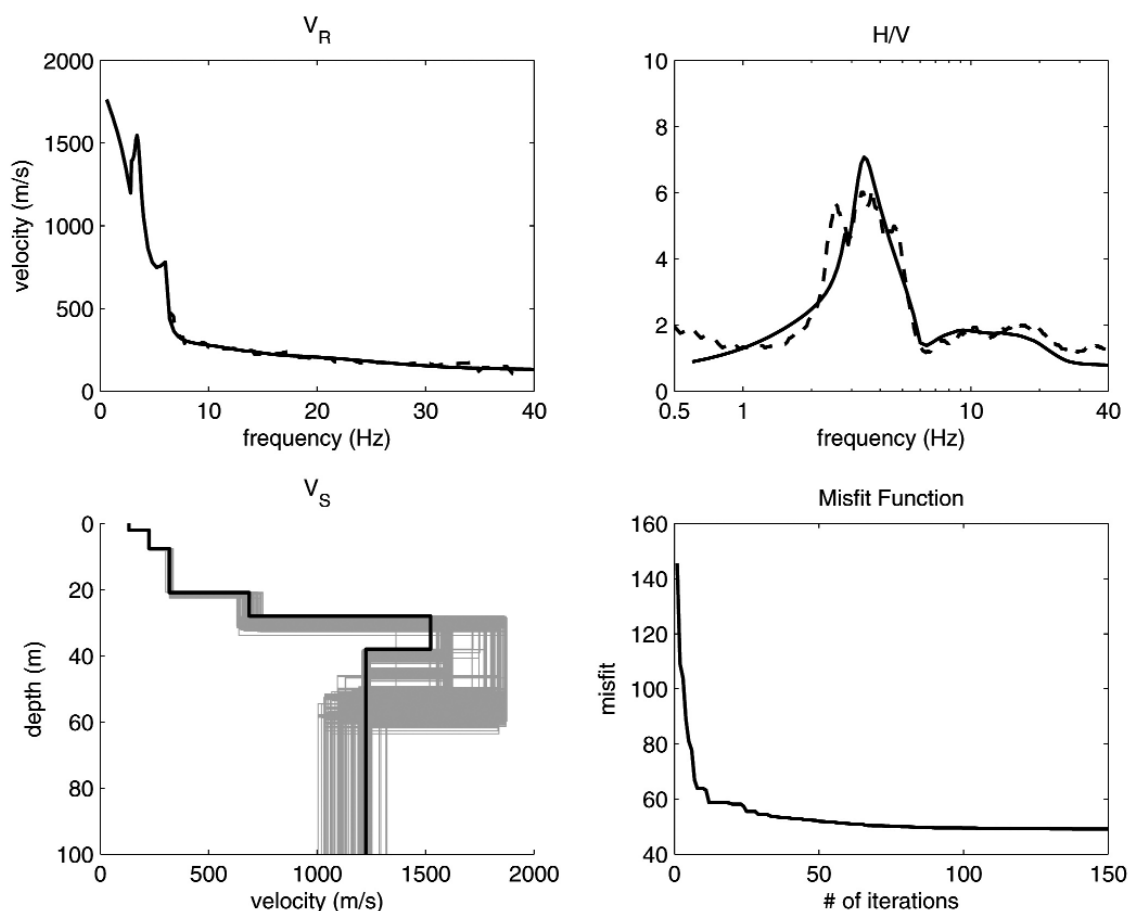 V_R
2000
1500
1000
500
0
velocity (m/s)
0 10 20 30 40
frequency (Hz)
H/V
10
8
6
4
2
0
0.5 1 10 40
frequency (Hz)
V_S
0
20
40
60
80
100
depth (m)
0 500 1000 1500 2000
velocity (m/s)
Misfit Function
160
140
120
100
80
60
40
misfit
0 50 100 150
# of iterations